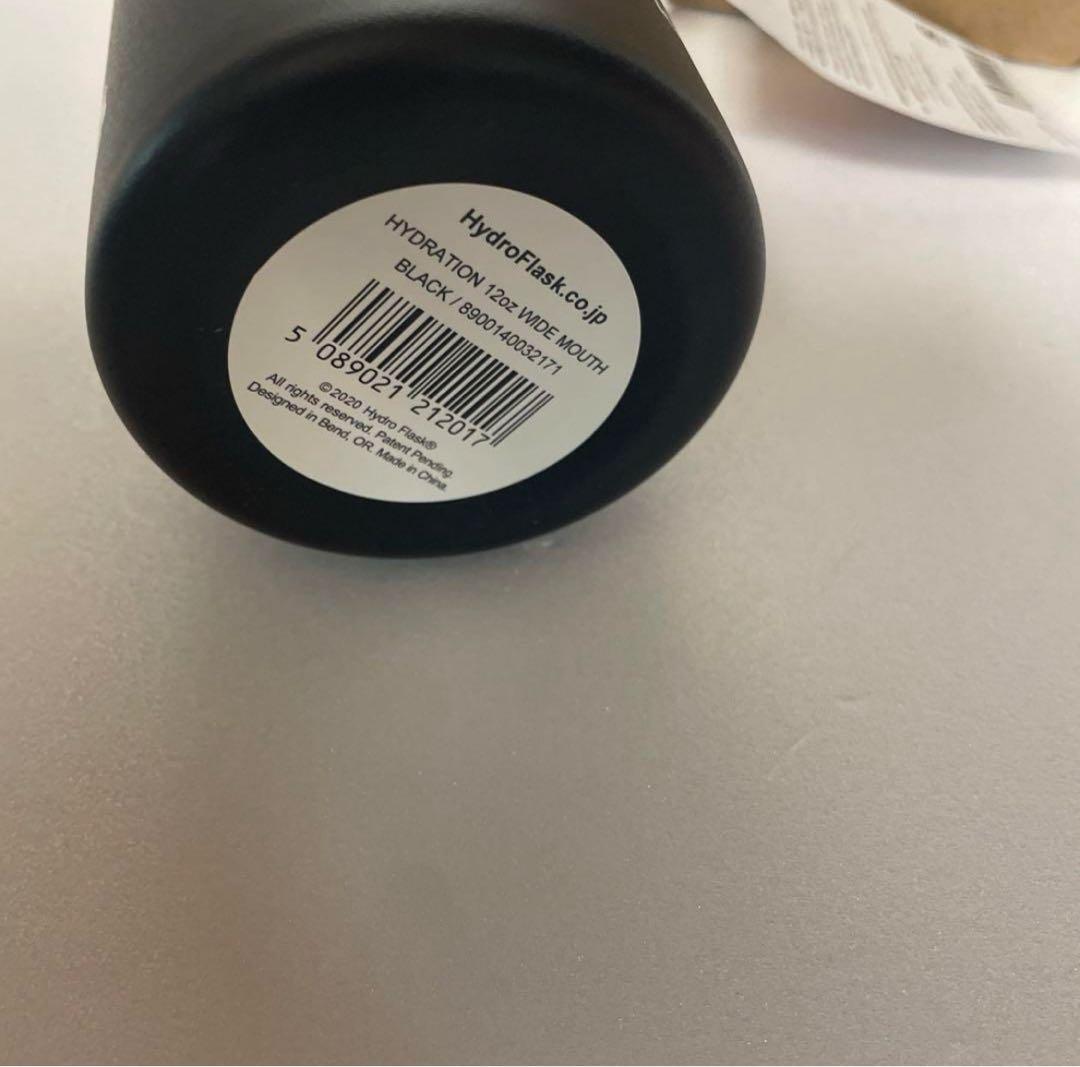 HydroFlask.co.jp
HYDRATION 12oz WIDE MOUTH
BLACK / 8900140032171
5 089021 212017
©2020 Hydro Flask®
All rights reserved. Patent Pending.
Designed in Bend, OR. Made in China.